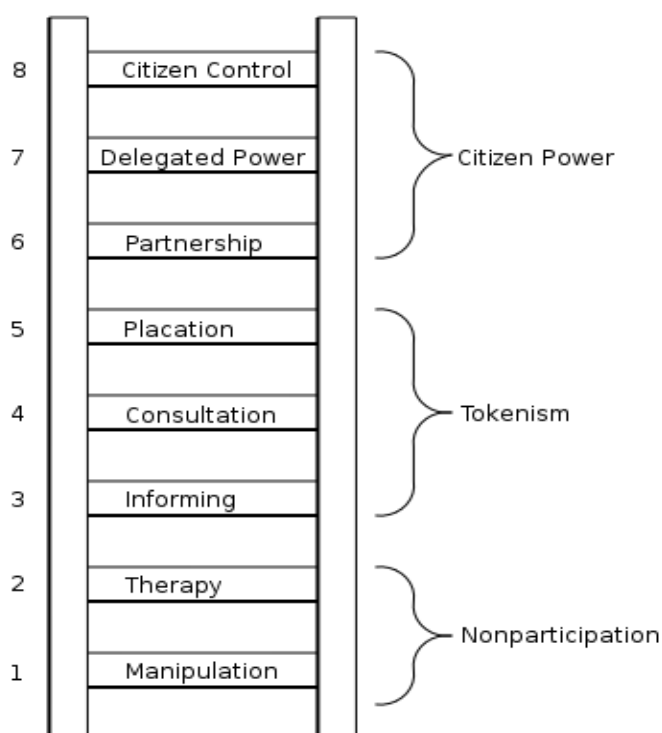 8 Citizen Control
7 Delegated Power Citizen Power
6 Partnership
5 Placation
4 Consultation Tokenism
3 Informing
2 Therapy
Nonparticipation
1 Manipulation